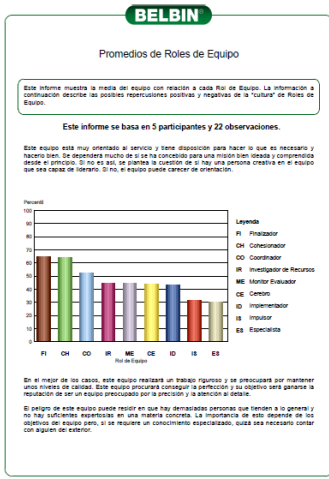 BELBIN®
Promedios de Roles de Equipo
Este informe muestra la media del equipo con relación a cada Rol de Equipo. La información a
continuación describe las posibles repercusiones positivas y negativas de la "cultura" de Roles de
Equipo.
Este informe se basa en 5 participantes y 22 observaciones.
Este equipo está muy orientado al servicio y tiene disposición para hacer lo que es necesario y
hacerlo bien. Se dependerá mucho de si se ha concebido para una misión bien ideada y comprendida
desde el principio. Si no es así, se plantea la cuestión de si hay una persona creativa en el equipo
que sea capaz de liderarlo. Si no, el equipo puede carecer de orientación.
Percentil
100
90
80
70
60
50
40
30
20
10
0
FI CH CO IR ME CE ID IS ES
Rol de Equipo
Leyenda
FI Finalizador
CH Cohesionador
CO Coordinador
IR Investigador de Recursos
ME Monitor Evaluador
CE Cerebro
ID Implementador
IS Impulsor
ES Especialista
En el mejor de los casos, este equipo realizará un trabajo riguroso y se preocupará por mantener
unos niveles de calidad. Este equipo procurará conseguir la perfección y su objetivo será ganarse la
reputación de ser un equipo preocupado por la precisión y la atención al detalle.
El peligro de este equipo puede residir en que hay demasiadas personas que tienden a lo general y
no hay suficientes expertos/as en una materia concreta. La importancia de esto depende de los
objetivos del equipo pero, si se requiere un conocimiento especializado, quizá sea necesario contar
con alguien del exterior.